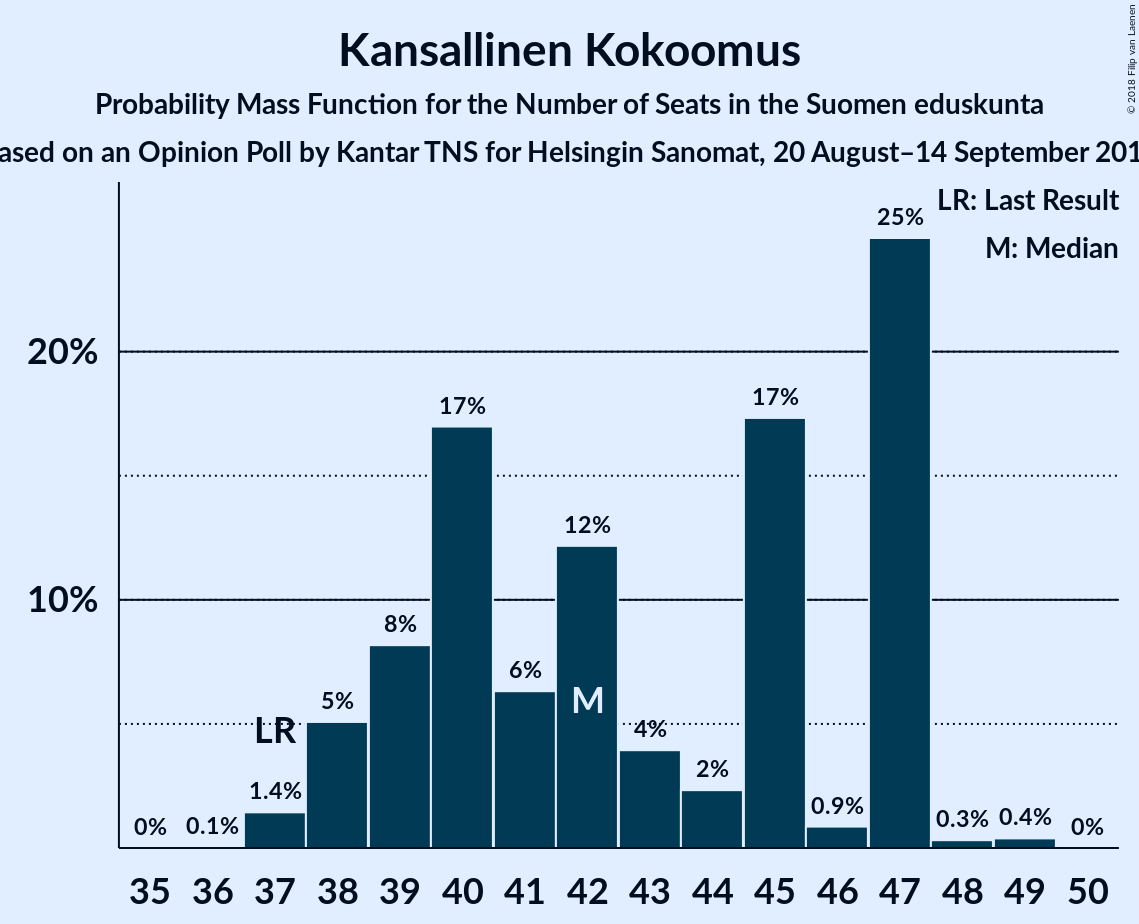 Kansallinen Kokoomus
Probability Mass Function for the Number of Seats in the Suomen eduskunta
ased on an Opinion Poll by Kantar TNS for Helsingin Sanomat, 20 August–14 September 201
© 2018 Filip van Laenen
LR: Last Result
M: Median
25%
20%
17%
17%
12%
10%
8%
6%
5%
M
LR
4%
2%
1.4%
0.9%
0.4%
0.3%
0%
0.1%
0%
35 36 37 38 39 40 41 42 43 44 45 46 47 48 49 50